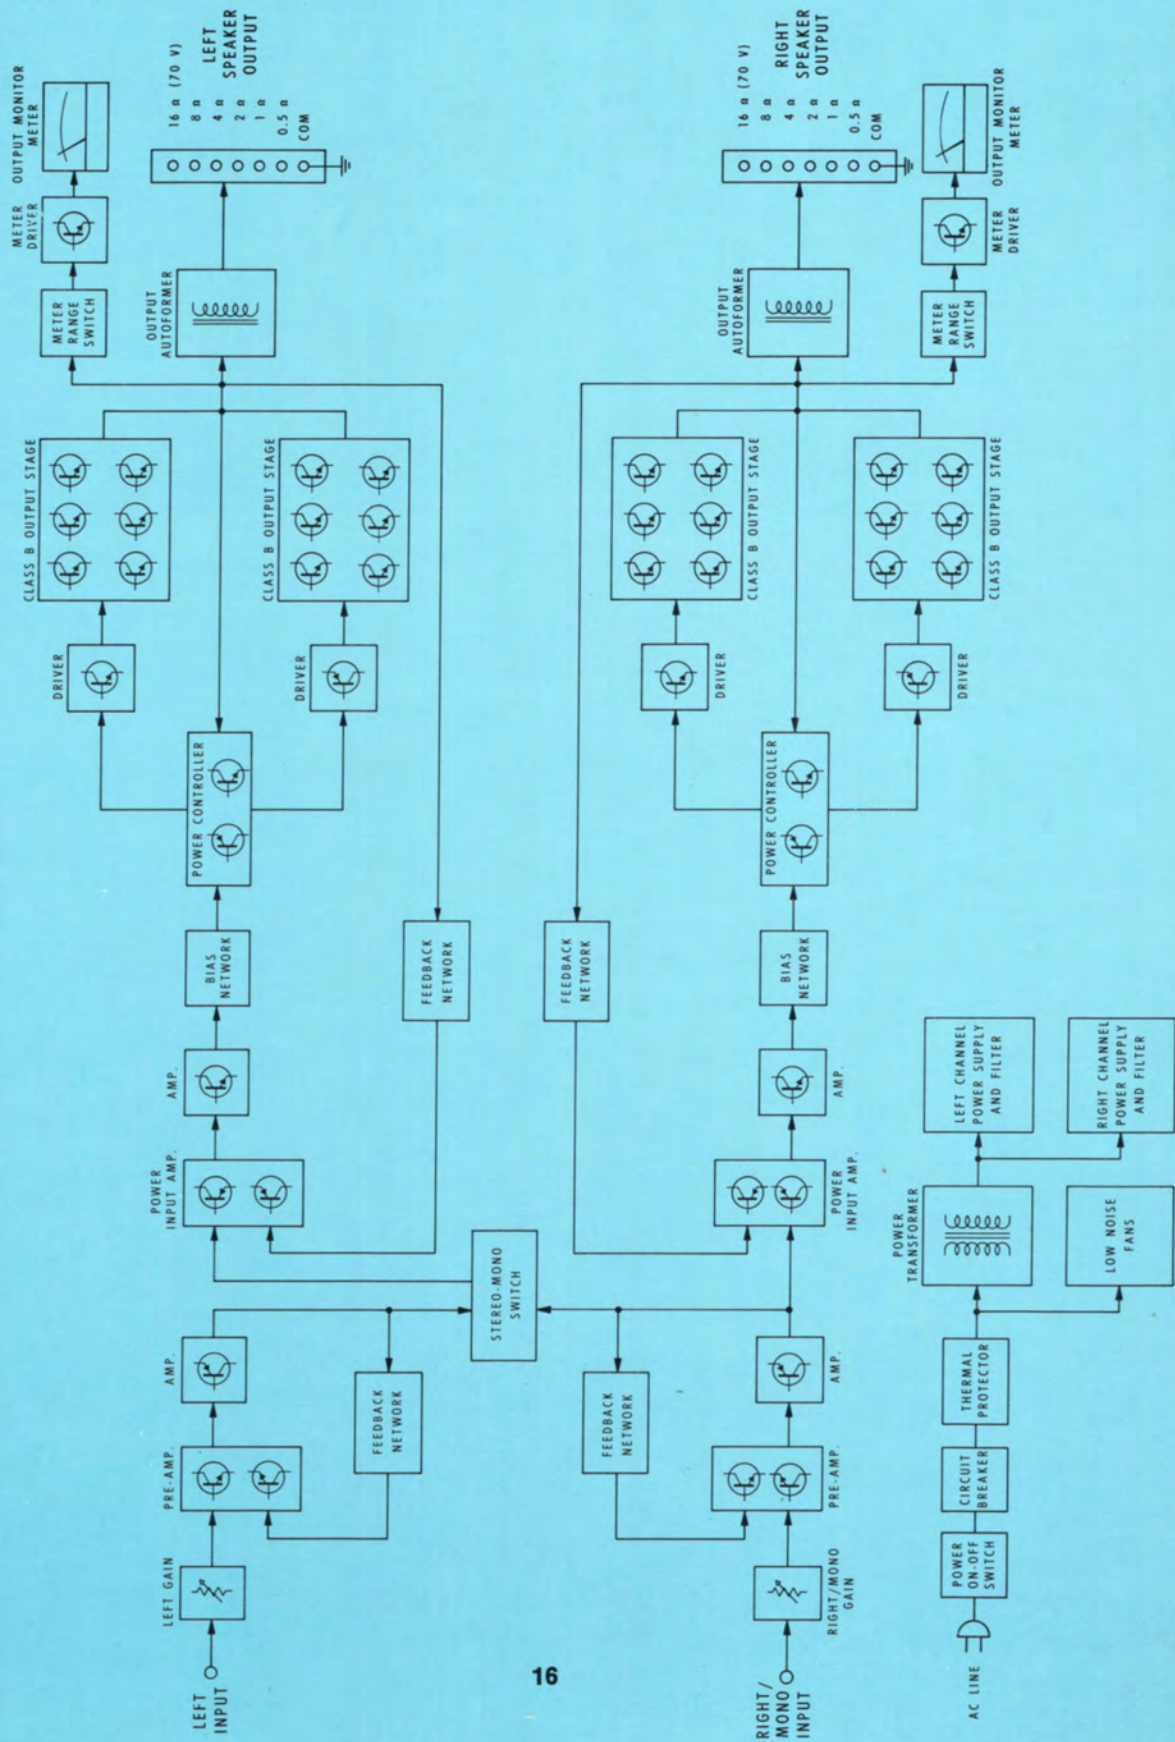 LEFT
INPUT
LEFT GAIN
PRE-AMP.
AMP.
FEEDBACK
NETWORK
STEREO-MONO
SWITCH
POWER
INPUT AMP.
AMP.
BIAS
NETWORK
FEEDBACK
NETWORK
POWER CONTROLLER
DRIVER
DRIVER
CLASS B OUTPUT STAGE
CLASS B OUTPUT STAGE
METER
RANGE
SWITCH
METER
DRIVER
OUTPUT MONITOR
METER
OUTPUT
AUTOFORMER
16 Ω (70 V)
8 Ω
4 Ω
2 Ω
1 Ω
0.5 Ω
COM
LEFT
SPEAKER
OUTPUT
RIGHT/
MONO
INPUT
RIGHT/MONO
GAIN
PRE-AMP.
AMP.
FEEDBACK
NETWORK
POWER
INPUT AMP.
AMP.
BIAS
NETWORK
FEEDBACK
NETWORK
POWER CONTROLLER
DRIVER
DRIVER
CLASS B OUTPUT STAGE
CLASS B OUTPUT STAGE
OUTPUT
AUTOFORMER
METER
RANGE
SWITCH
METER
DRIVER
OUTPUT MONITOR
METER
16 Ω (70 V)
8 Ω
4 Ω
2 Ω
1 Ω
0.5 Ω
COM
RIGHT
SPEAKER
OUTPUT
AC LINE
POWER
ON-OFF
SWITCH
CIRCUIT
BREAKER
THERMAL
PROTECTOR
POWER
TRANSFORMER
LOW NOISE
FANS
LEFT CHANNEL
POWER SUPPLY
AND FILTER
RIGHT CHANNEL
POWER SUPPLY
AND FILTER
16